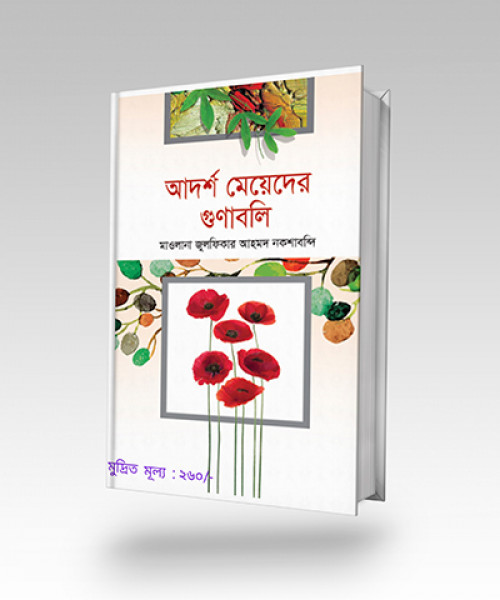 আদর্শ মেয়েদের
গুণাবলি
মাওলানা জুলফিকার আহমদ নকশাবন্দি
মুদ্রিত মূল্য : ২৬০/-